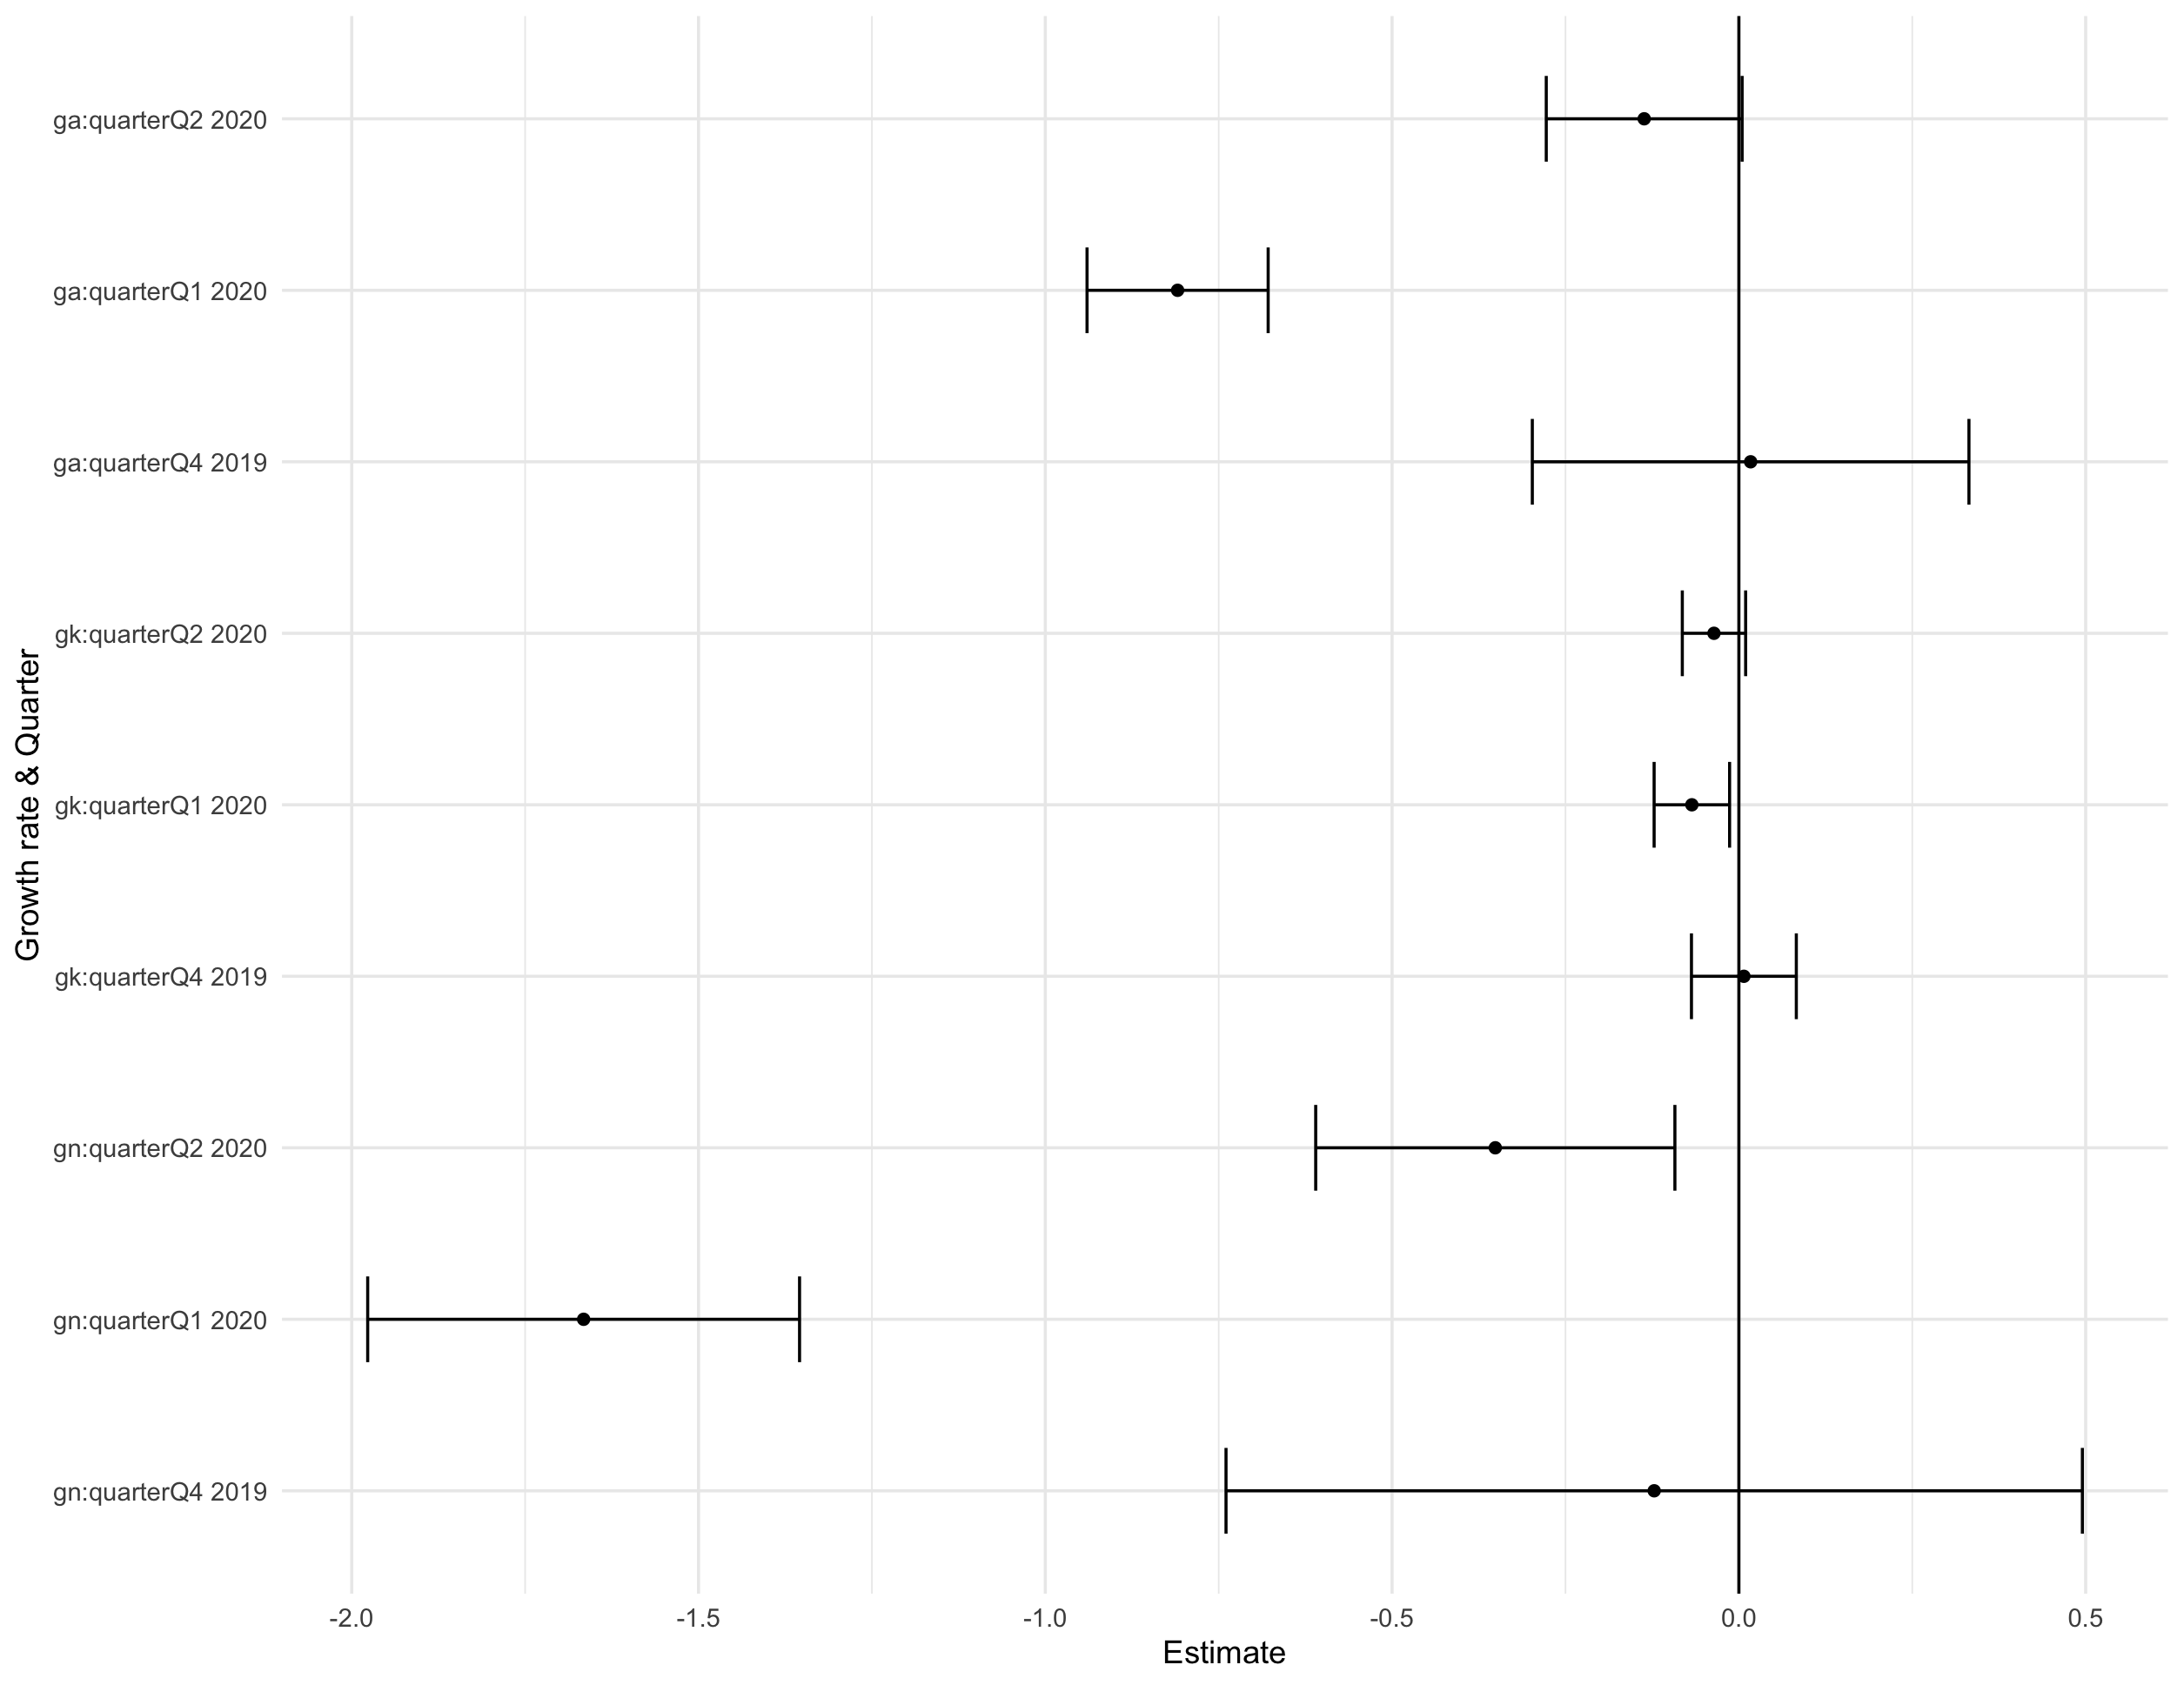 Growth rate & Quarter
ga:quarterQ2 2020
ga:quarterQ1 2020
ga:quarterQ4 2019
gk:quarterQ2 2020
gk:quarterQ1 2020
gk:quarterQ4 2019
gn:quarterQ2 2020
gn:quarterQ1 2020
gn:quarterQ4 2019
-2.0 -1.5 -1.0 -0.5 0.0 0.5
Estimate